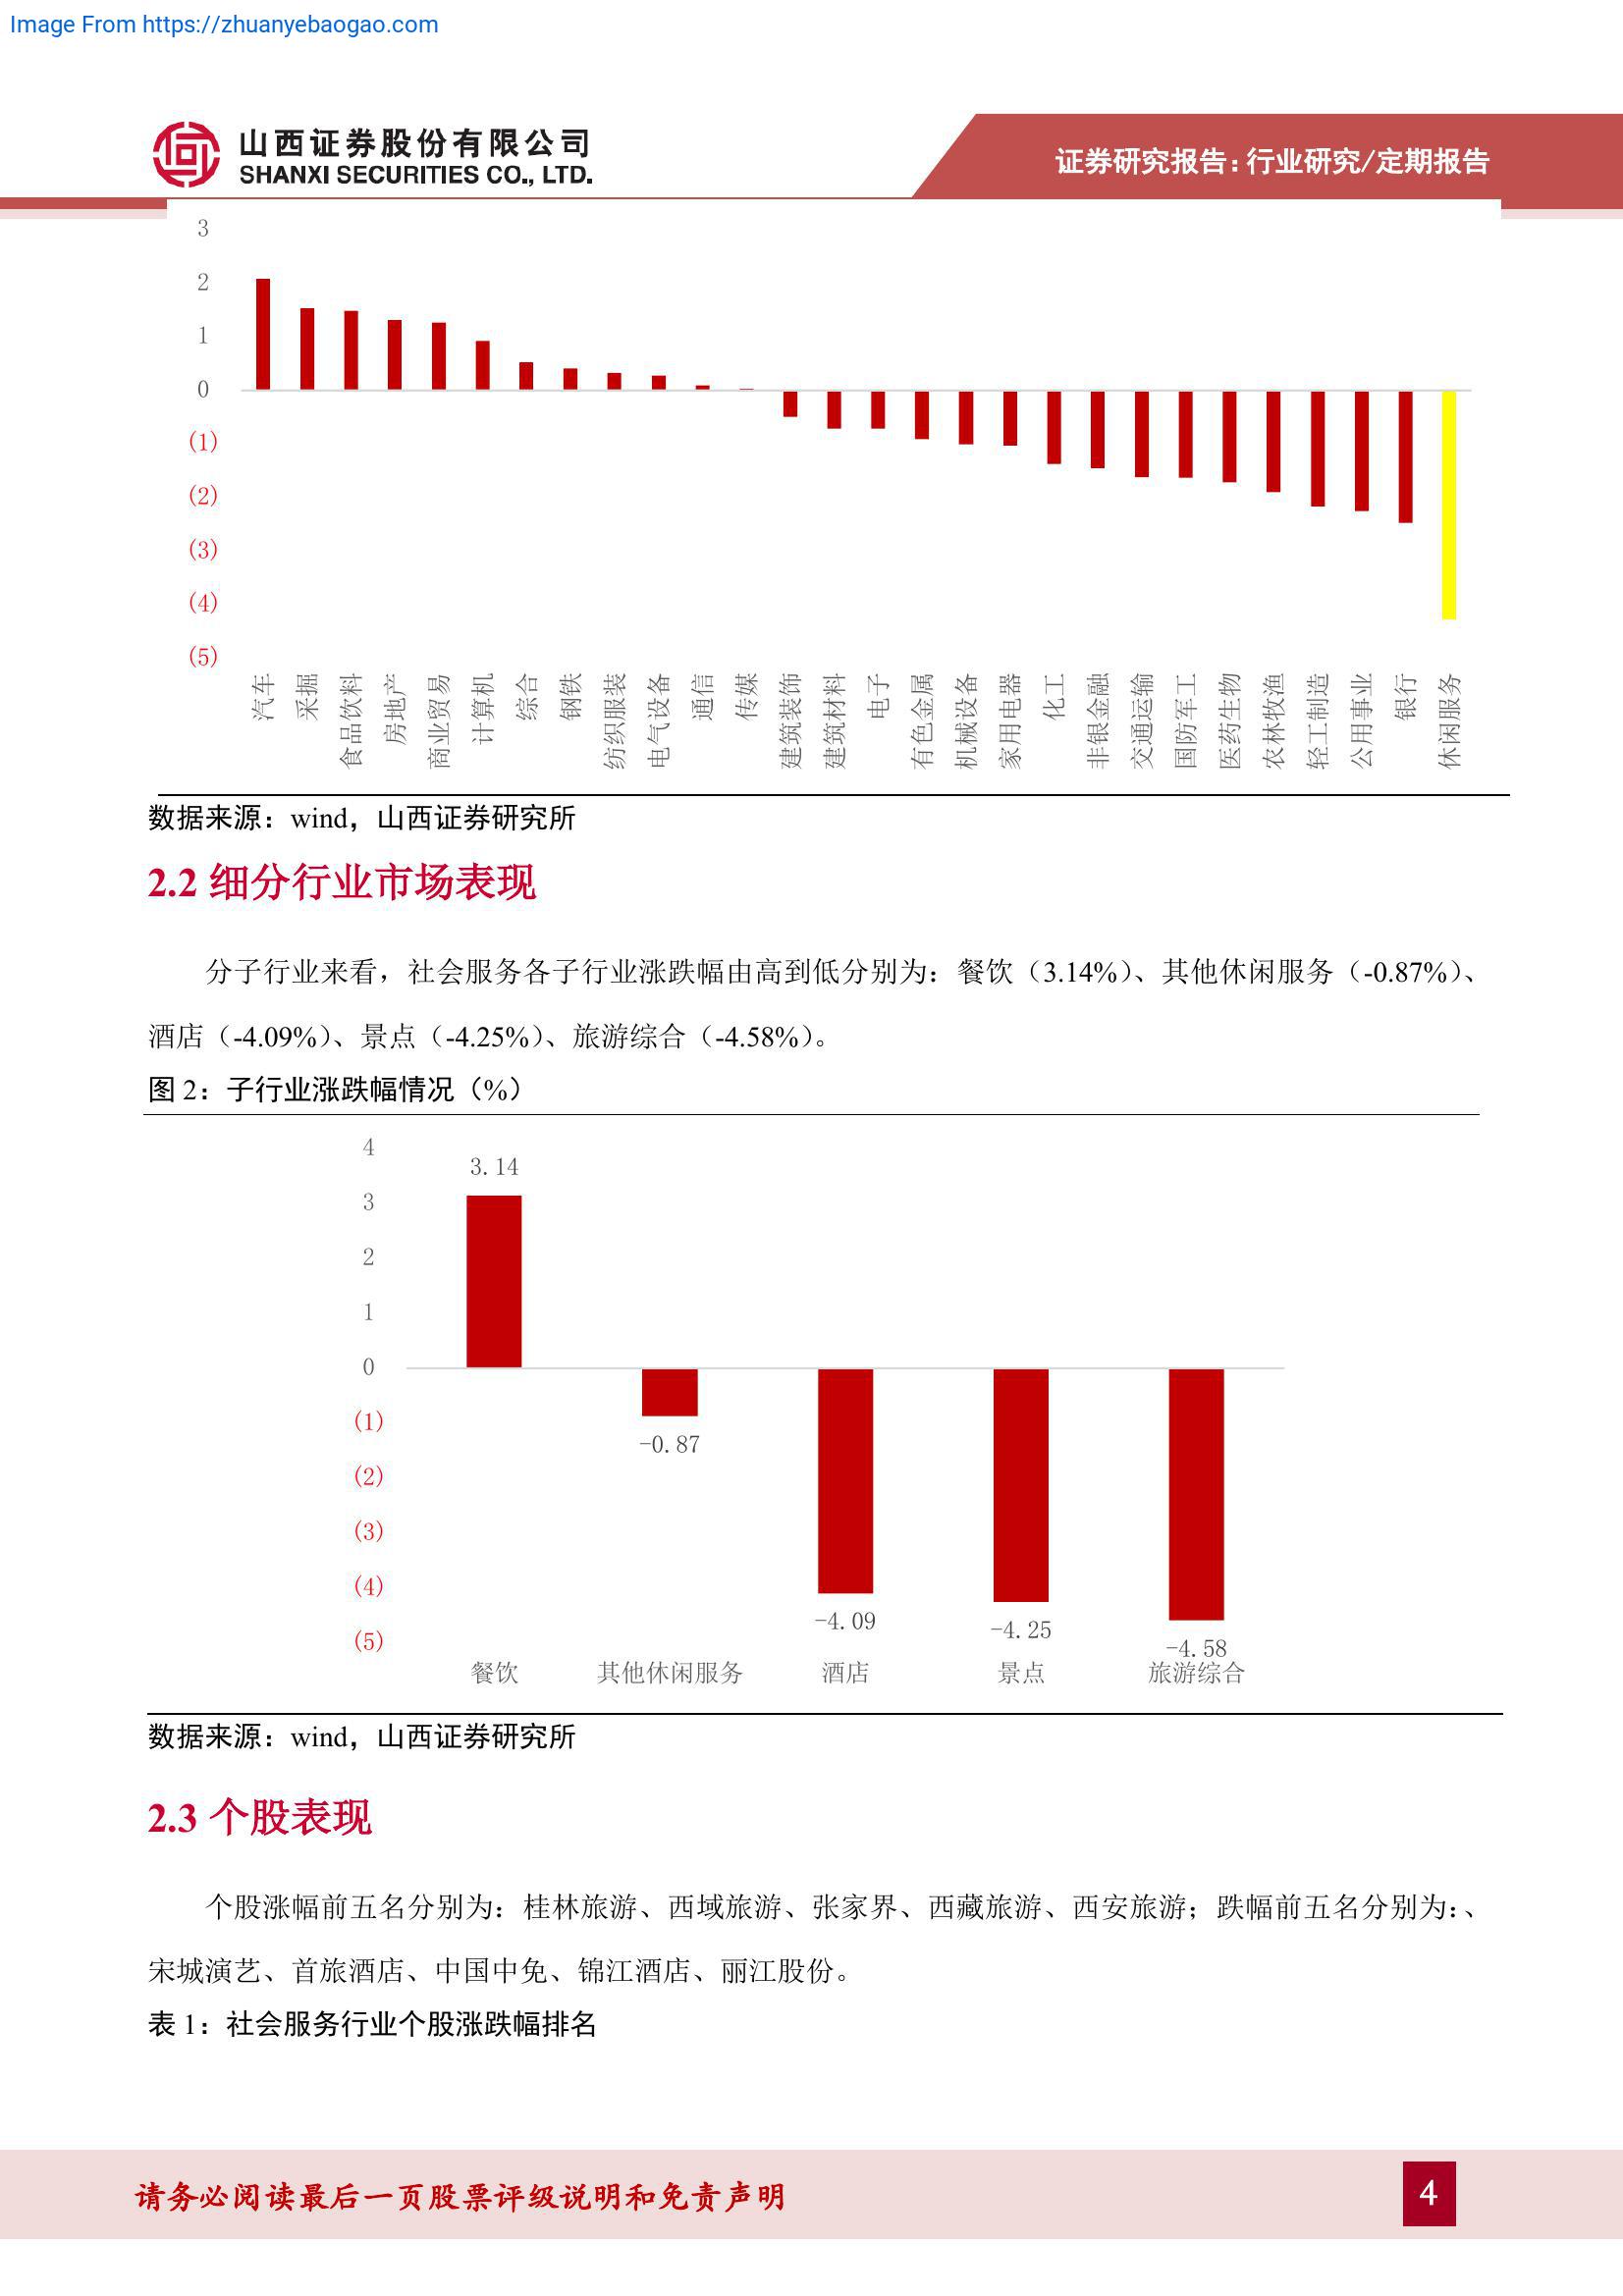 Image From https://zhuanyebaogao.com
山西证券股份有限公司
SHANXI SECURITIES CO., LTD.
证券研究报告：行业研究/定期报告
3
2
1
0
(1)
(2)
(3)
(4)
(5)
汽车
采掘
食品饮料
房地产
商业贸易
计算机
综合
钢铁
纺织服装
电气设备
通信
传媒
建筑装饰
建筑材料
电子
有色金属
机械设备
家用电器
化工
非银金融
交通运输
国防军工
医药生物
农林牧渔
轻工制造
公用事业
银行
休闲服务
数据来源：wind，山西证券研究所
2.2 细分行业市场表现
分子行业来看，社会服务各子行业涨跌幅由高到低分别为：餐饮（3.14%）、其他休闲服务（-0.87%）、
酒店（-4.09%）、景点（-4.25%）、旅游综合（-4.58%）。
图 2：子行业涨跌幅情况（%）
4
3
2
1
0
(1)
(2)
(3)
(4)
(5)
3.14
-0.87
-4.09
-4.25
-4.58
餐饮
其他休闲服务
酒店
景点
旅游综合
数据来源：wind，山西证券研究所
2.3 个股表现
个股涨幅前五名分别为：桂林旅游、西域旅游、张家界、西藏旅游、西安旅游；跌幅前五名分别为：、
宋城演艺、首旅酒店、中国中免、锦江酒店、丽江股份。
表 1：社会服务行业个股涨跌幅排名
请务必阅读最后一页股票评级说明和免责声明
4